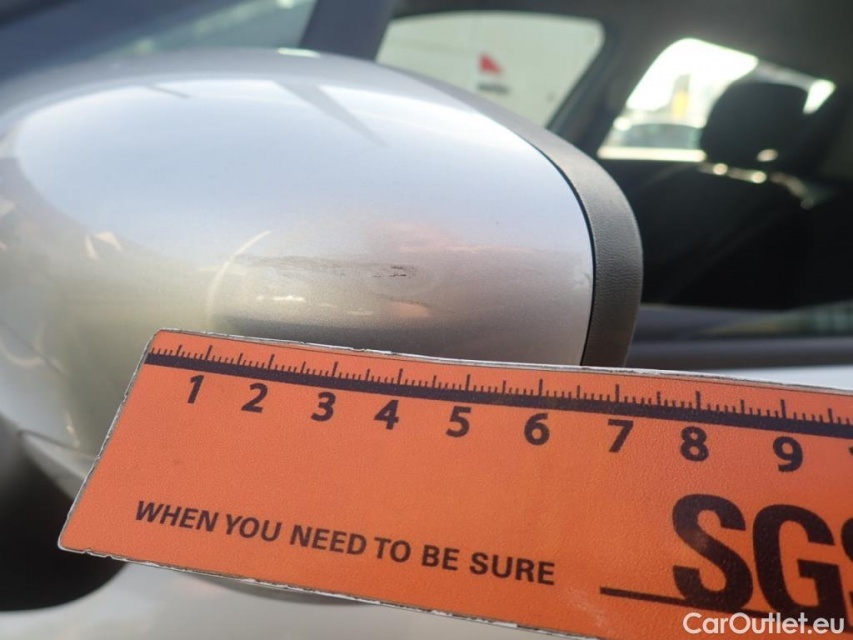 1 2 3 4 5 6 7 8 9
WHEN YOU NEED TO BE SURE
SGS
CarOutlet.eu